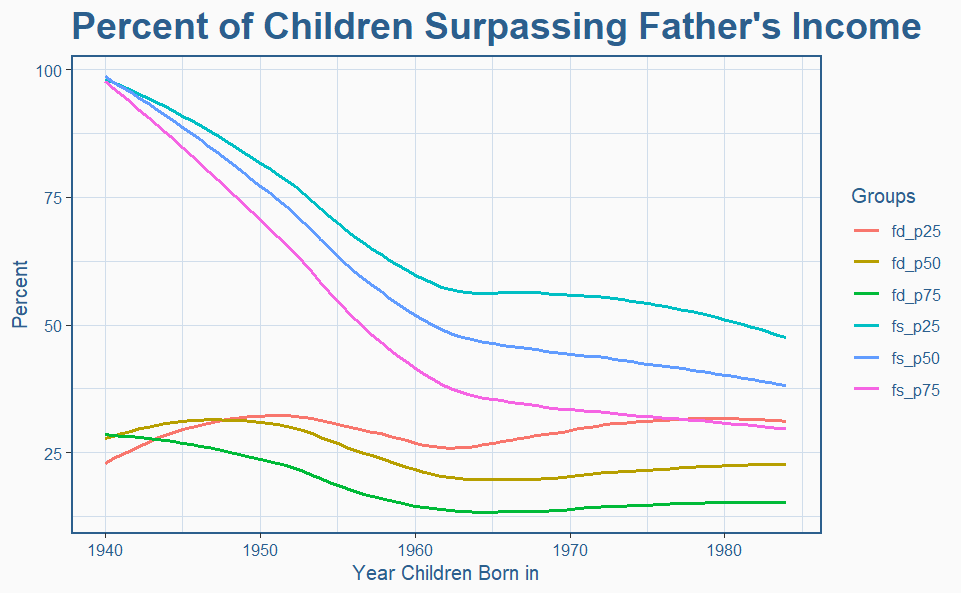 Percent of Children Surpassing Father's Income
100
75
50
25
Percent
1940 1950 1960 1970 1980
Year Children Born in
Groups
fd_p25
fd_p50
fd_p75
fs_p25
fs_p50
fs_p75